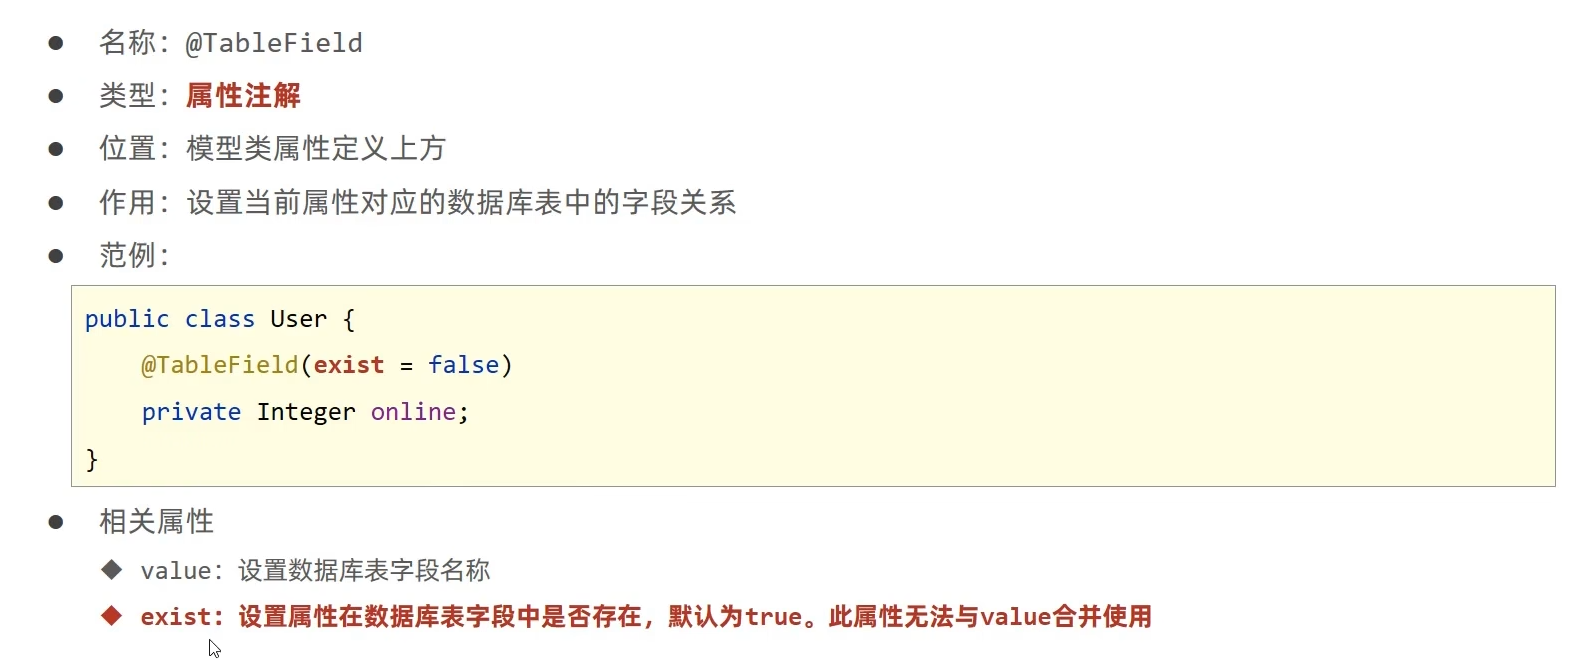 ● 名称：@TableField
● 类型：属性注解
● 位置：模型类属性定义上方
● 作用：设置当前属性对应的数据库表中的字段关系
● 范例：
public class User {
    @TableField(exist = false)
    private Integer online;
}
● 相关属性
◆ value：设置数据库表字段名称
◆ exist：设置属性在数据库表字段中是否存在，默认为true。此属性无法与value合并使用